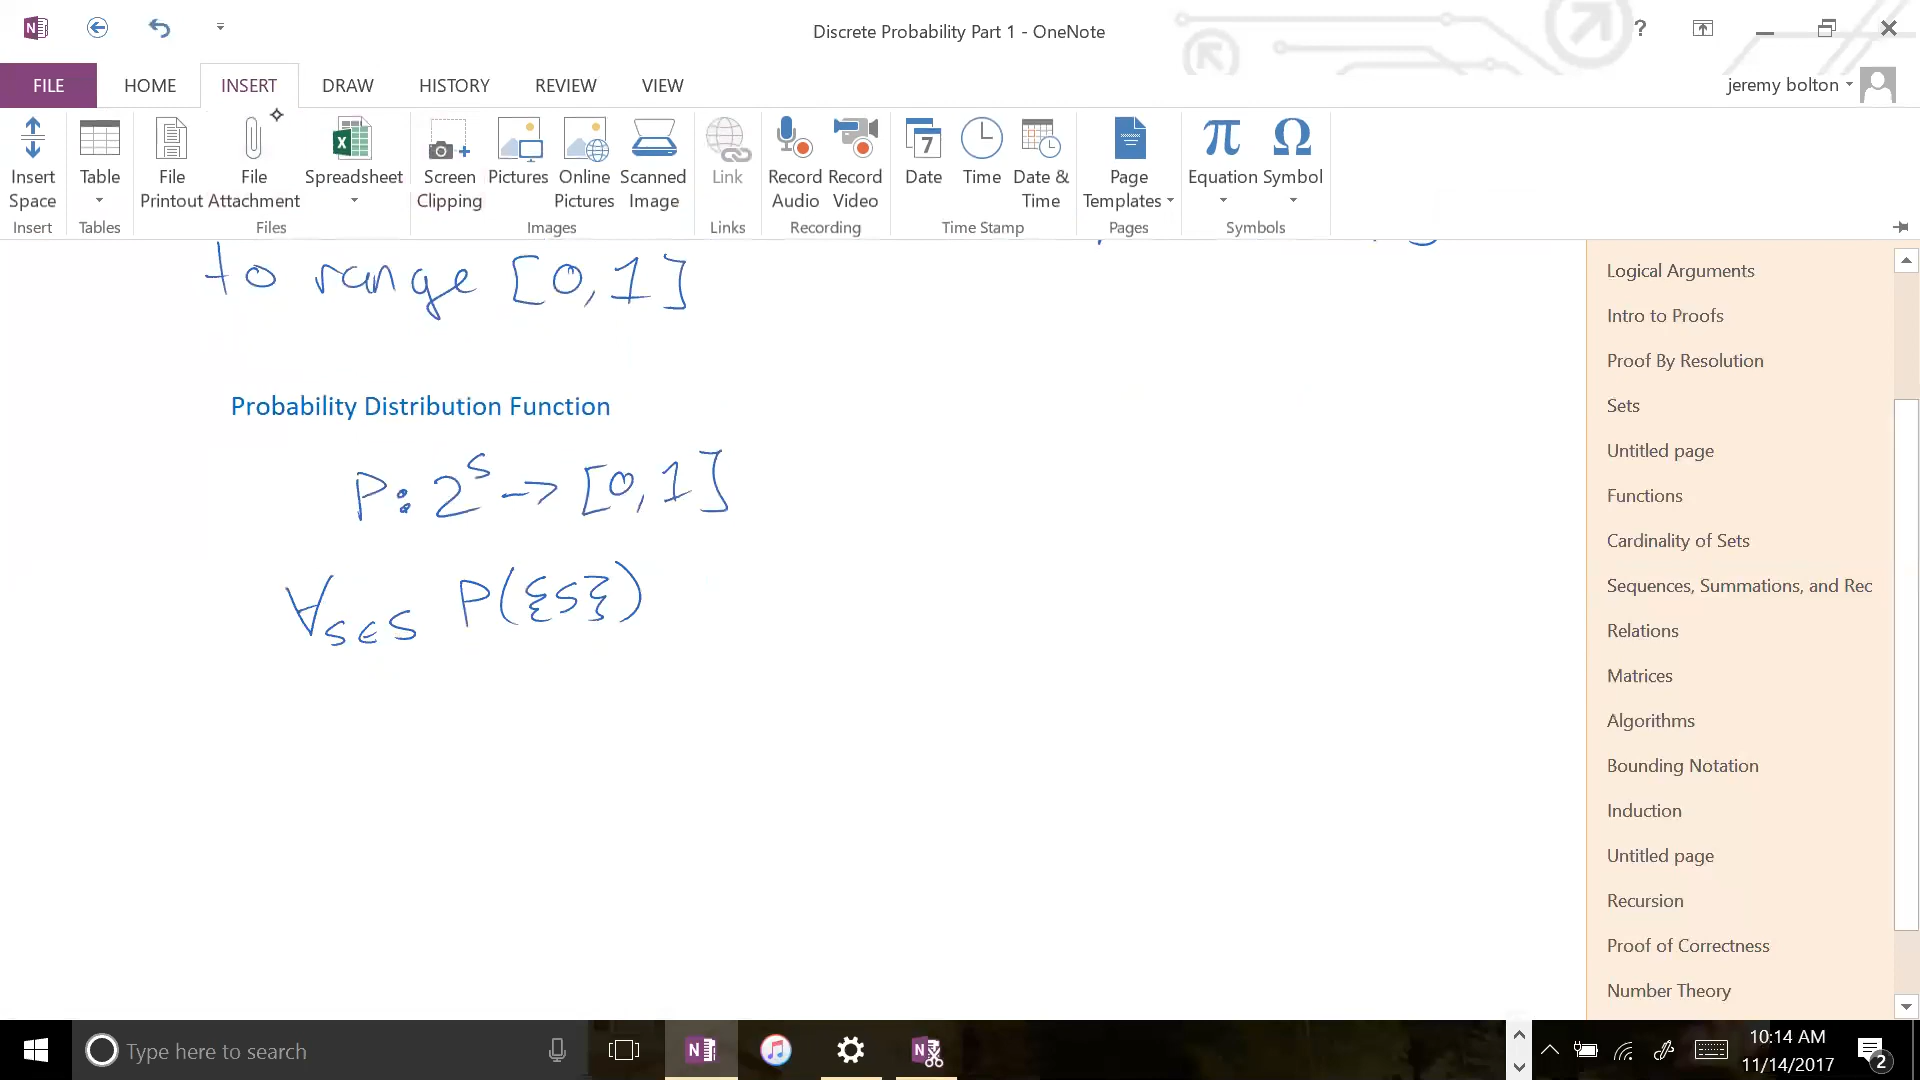 Discrete Probability Part 1 - OneNote
?
FILE HOME INSERT DRAW HISTORY REVIEW VIEW
jeremy bolton
Insert Space
Table
File Printout
File Attachment
Spreadsheet
Screen Clipping
Pictures
Online Pictures
Scanned Image
Link
Record Audio
Record Video
Date
Time
Date & Time
Page Templates
Equation
Symbol
Insert Tables Files Images Links Recording Time Stamp Pages Symbols
to range [0,1]
Probability Distribution Function
P: 2^S -> [0,1]
∀s∈S P({s})
Logical Arguments
Intro to Proofs
Proof By Resolution
Sets
Untitled page
Functions
Cardinality of Sets
Sequences, Summations, and Rec
Relations
Matrices
Algorithms
Bounding Notation
Induction
Untitled page
Recursion
Proof of Correctness
Number Theory
Type here to search
10:14 AM
11/14/2017
2